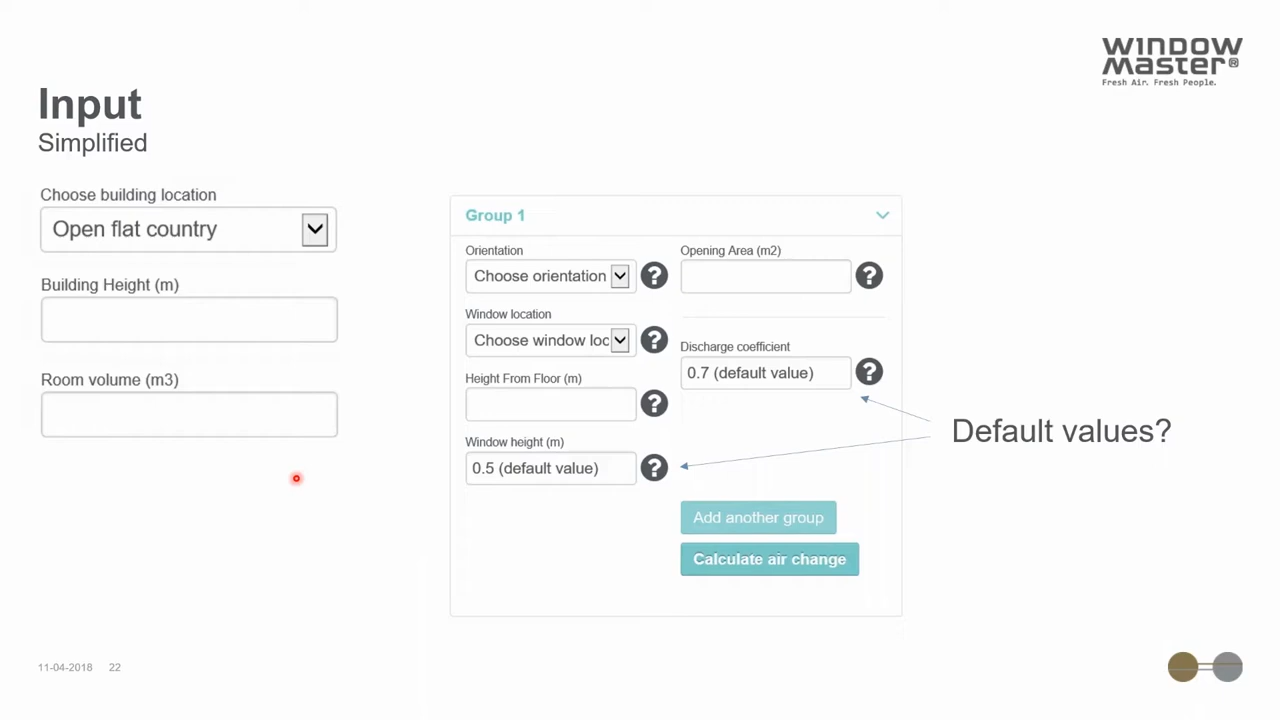 WINDOW
MASTER®
Fresh Air. Fresh People.
Input
Simplified
Choose building location
Open flat country
Building Height (m)
Room volume (m3)
Group 1
Orientation
Choose orientation
?
Window location
Choose window loc
?
Height From Floor (m)
?
Window height (m)
0.5 (default value)
?
Opening Area (m2)
?
Discharge coefficient
0.7 (default value)
?
Add another group
Calculate air change
Default values?
11-04-2018 22